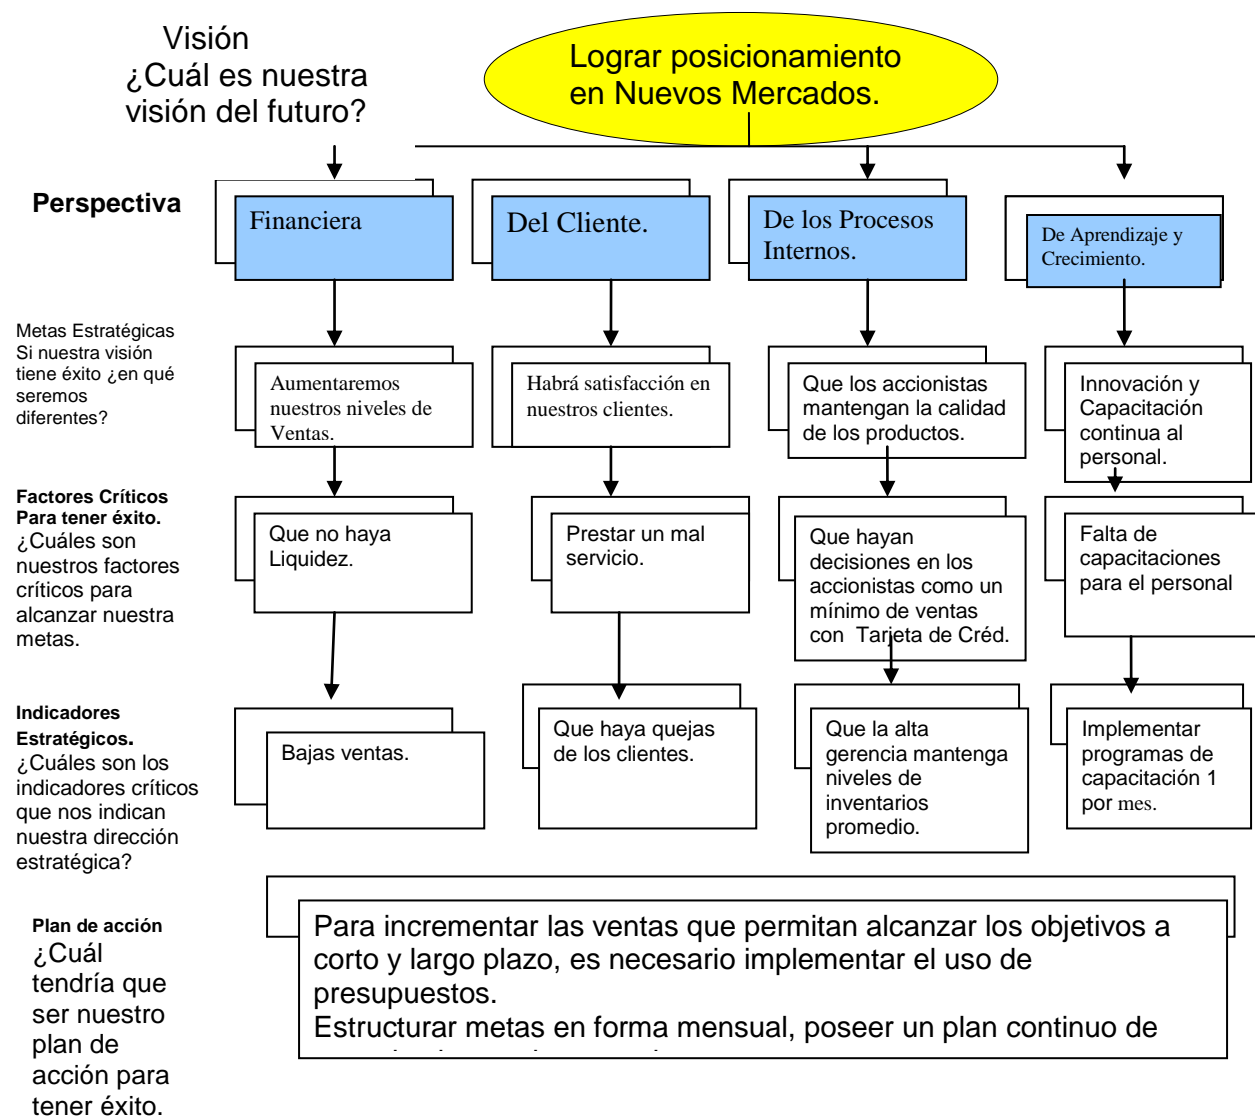 Visión
¿Cuál es nuestra
visión del futuro?
Lograr posicionamiento
en Nuevos Mercados.
Perspectiva
Financiera
Del Cliente.
De los Procesos
Internos.
De Aprendizaje y
Crecimiento.
Metas Estratégicas
Si nuestra visión
tiene éxito ¿en qué
seremos
diferentes?
Aumentaremos
nuestros niveles de
Ventas.
Habrá satisfacción en
nuestros clientes.
Que los accionistas
mantengan la calidad
de los productos.
Innovación y
Capacitación
continua al
personal.
Factores Críticos
Para tener éxito.
¿Cuáles son
nuestros factores
críticos para
alcanzar nuestra
metas.
Que no haya
Liquidez.
Prestar un mal
servicio.
Que hayan
decisiones en los
accionistas como un
mínimo de ventas
con Tarjeta de Créd.
Falta de
capacitaciones
para el personal
Indicadores
Estratégicos.
¿Cuáles son los
indicadores críticos
que nos indican
nuestra dirección
estratégica?
Bajas ventas.
Que haya quejas
de los clientes.
Que la alta
gerencia mantenga
niveles de
inventarios
promedio.
Implementar
programas de
capacitación 1
por mes.
Plan de acción
¿Cuál
tendría que
ser nuestro
plan de
acción para
tener éxito.
Para incrementar las ventas que permitan alcanzar los objetivos a
corto y largo plazo, es necesario implementar el uso de
presupuestos.
Estructurar metas en forma mensual, poseer un plan continuo de